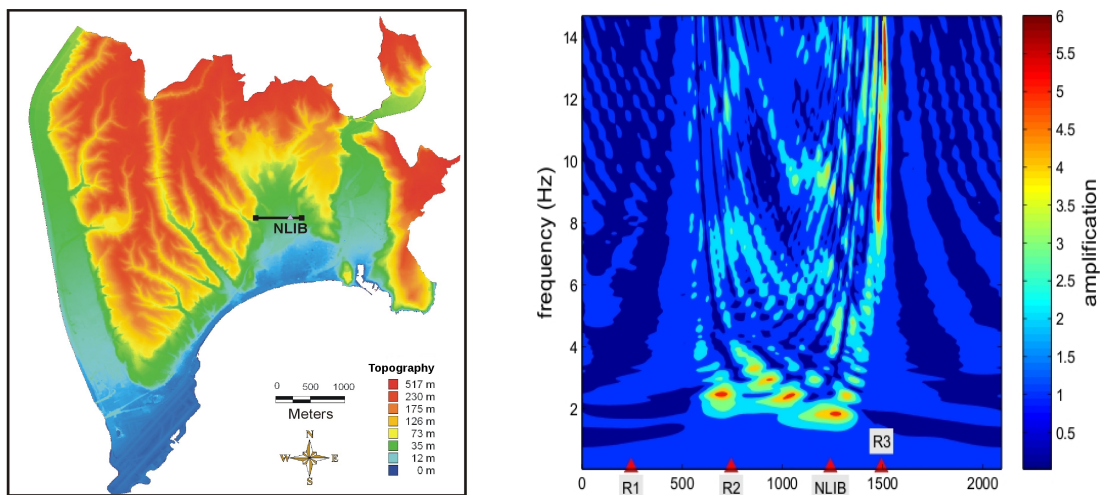 NLIB
Topography
517 m
230 m
175 m
126 m
73 m
35 m
12 m
0 m
0 500 1000
Meters
N
W E
S
frequency (Hz)
14
12
10
8
6
4
2
0 500 1000 1500 2000
R1 R2 NLIB R3
6
5.5
5
4.5
4
3.5
3
2.5
2
1.5
1
0.5
amplification